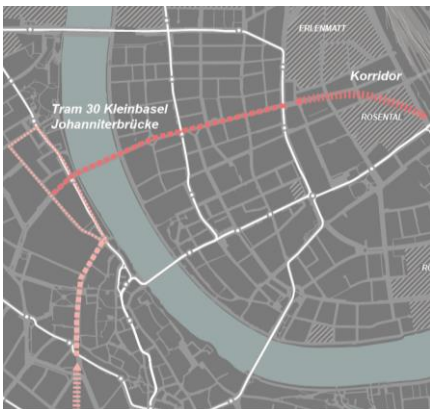 ERLENMATT
Korridor
Tram 30 Kleinbasel
Johanniterbrücke
ROSENTAL